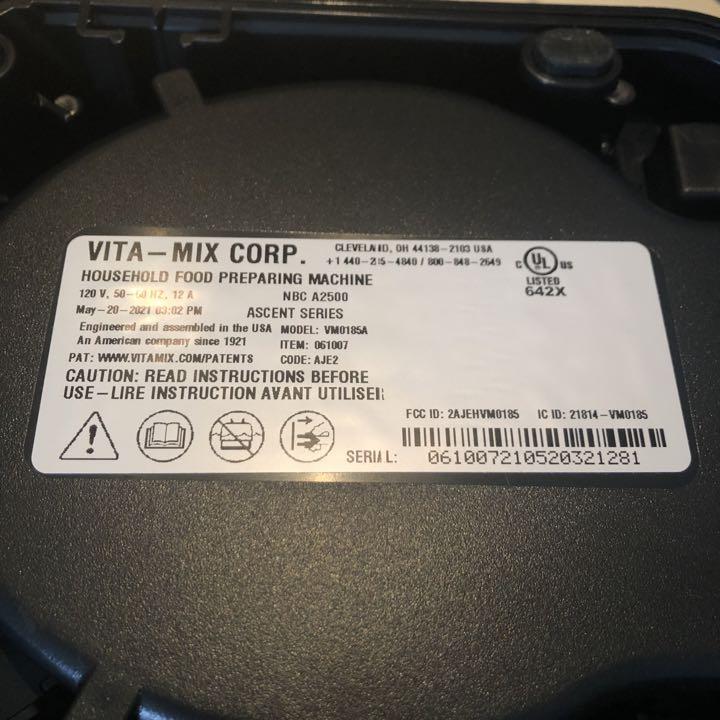 VITA-MIX CORP.
CLEVELAND, OH 44138-2103 USA
+1 440-235-4840 / 800-848-2649
HOUSEHOLD FOOD PREPARING MACHINE
120 V, 50-60 HZ, 12 A
NBC A2500
May-20-2021 03:02 PM
ASCENT SERIES
Engineered and assembled in the USA
MODEL: VM0185A
An American company since 1921
ITEM: 061007
PAT: WWW.VITAMIX.COM/PATENTS
CODE: AJE2
CAUTION: READ INSTRUCTIONS BEFORE
USE-LIRE INSTRUCTION AVANT UTILISER
C UL US
LISTED
642X
FCC ID: 2AJEHVM0185 IC ID: 21814-VM0185
SERIAL: 061007210520321281